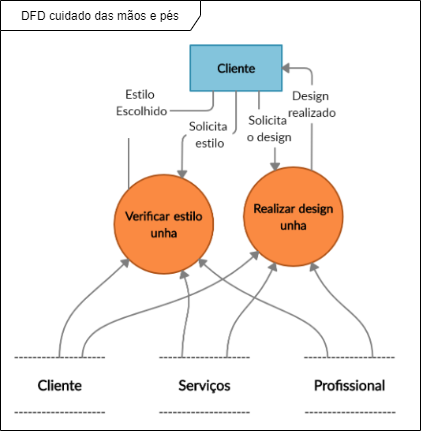 DFD cuidado das mãos e pés
Cliente
Estilo
Escolhido
Solicita
estilo
Solicita
o design
Design
realizado
Verificar estilo
unha
Realizar design
unha
Cliente
Serviços
Profissional